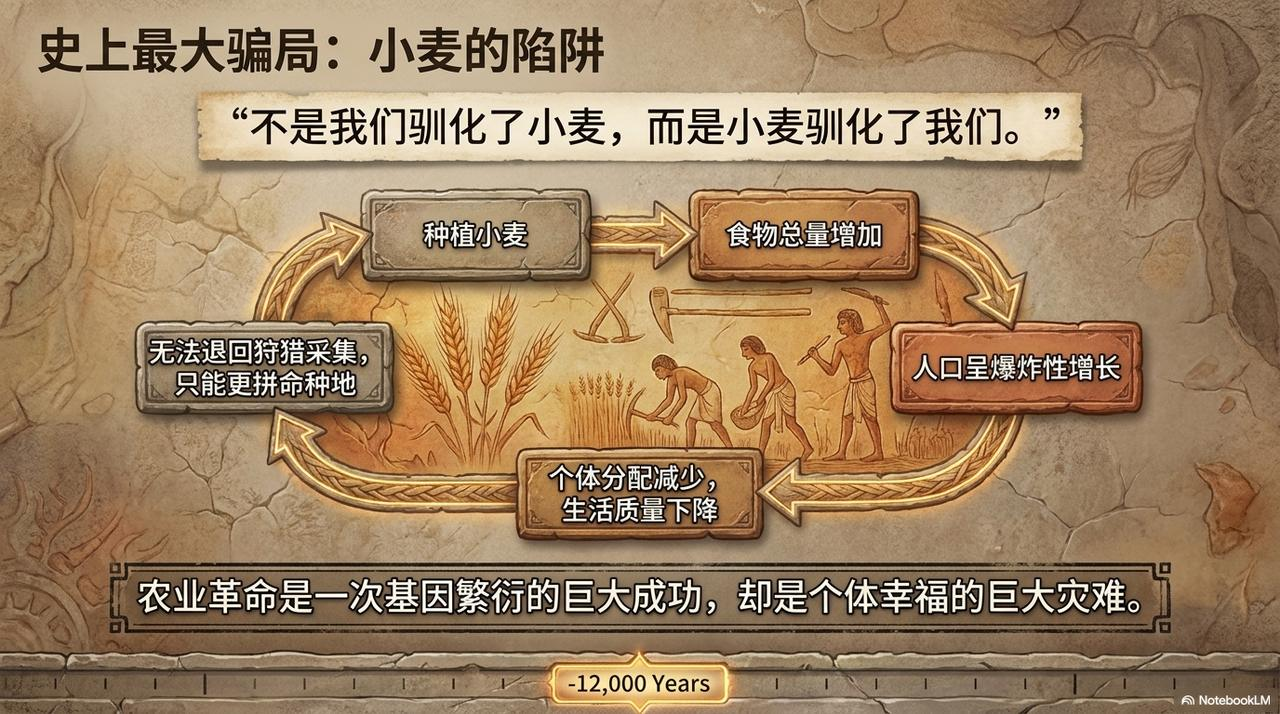 史上最大骗局：小麦的陷阱
“不是我们驯化了小麦，而是小麦驯化了我们。”
种植小麦
食物总量增加
无法退回狩猎采集，
只能更拼命种地
人口呈爆炸性增长
个体分配减少，
生活质量下降
农业革命是一次基因繁衍的巨大成功，却是个体幸福的巨大灾难。
-12,000 Years
NotebookLM